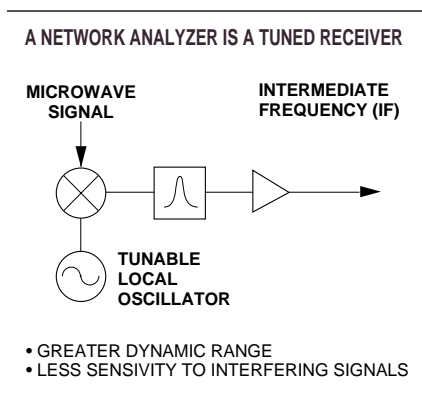 A NETWORK ANALYZER IS A TUNED RECEIVER
MICROWAVE
SIGNAL
INTERMEDIATE
FREQUENCY (IF)
TUNABLE
LOCAL
OSCILLATOR
• GREATER DYNAMIC RANGE
• LESS SENSIVITY TO INTERFERING SIGNALS